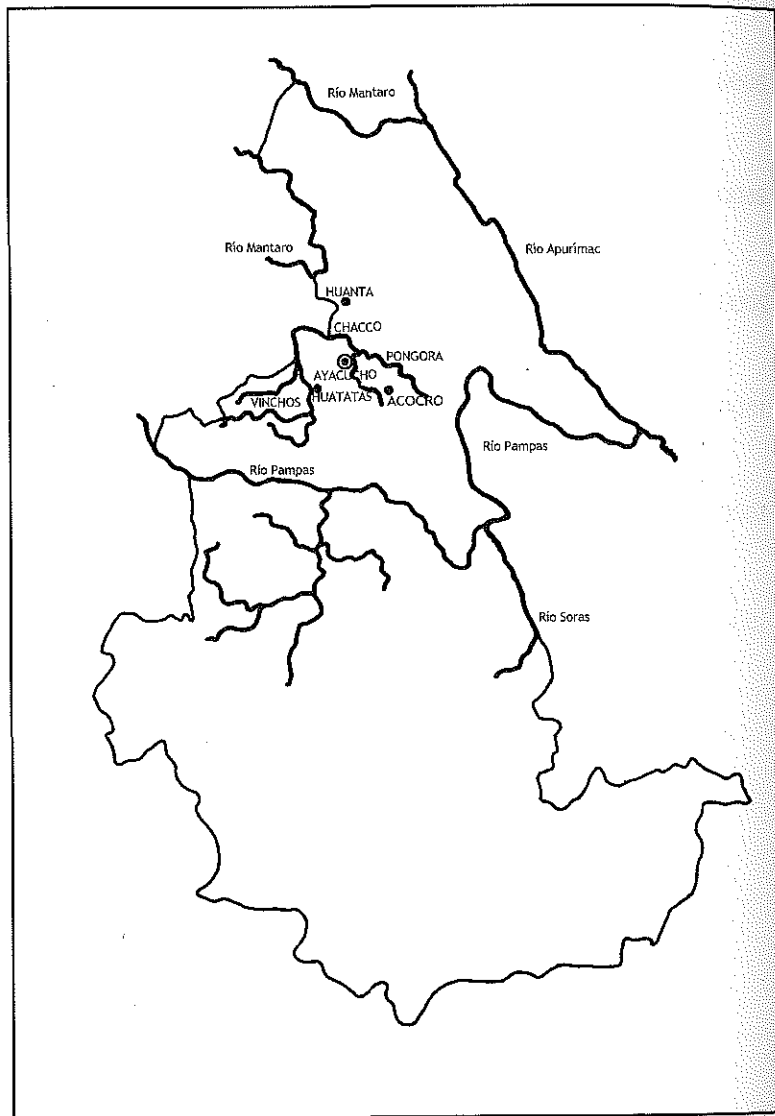 Río Mantaro
Río Mantaro
Río Apurímac
HUANTA
CHACCO
PONGORA
AYACUCHO
VINCHOS
HUATATAS
ACOCRO
Río Pampas
Río Pampas
Río Soras